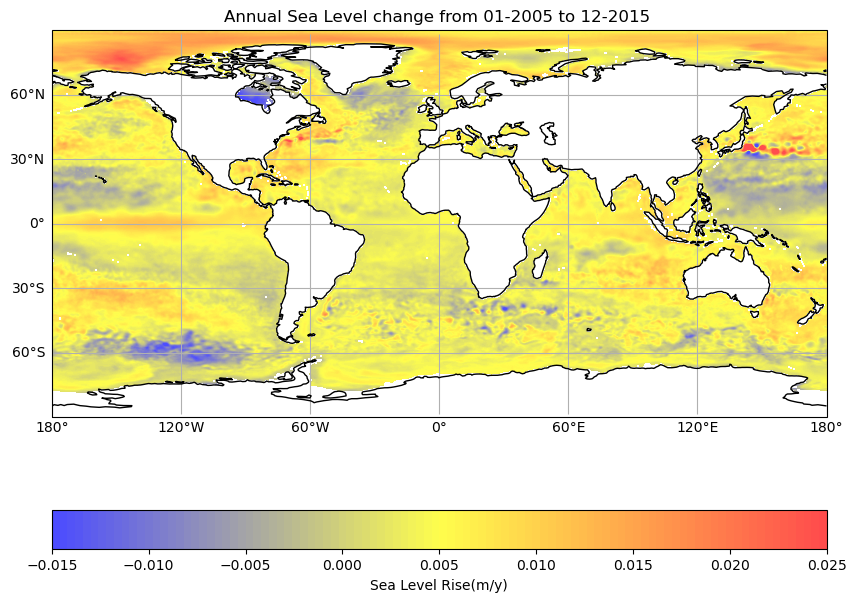 Annual Sea Level change from 01-2005 to 12-2015
60°N
30°N
0°
30°S
60°S
180° 120°W 60°W 0° 60°E 120°E 180°
−0.015 −0.010 −0.005 0.000 0.005 0.010 0.015 0.020 0.025
Sea Level Rise(m/y)